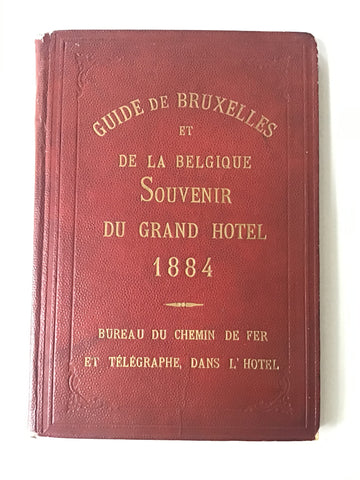 GUIDE DE BRUXELLES
ET
DE LA BELGIQUE
SOUVENIR
DU GRAND HOTEL
1884
BUREAU DU CHEMIN DE FER
ET TÉLÉGRAPHE, DANS L'HOTEL